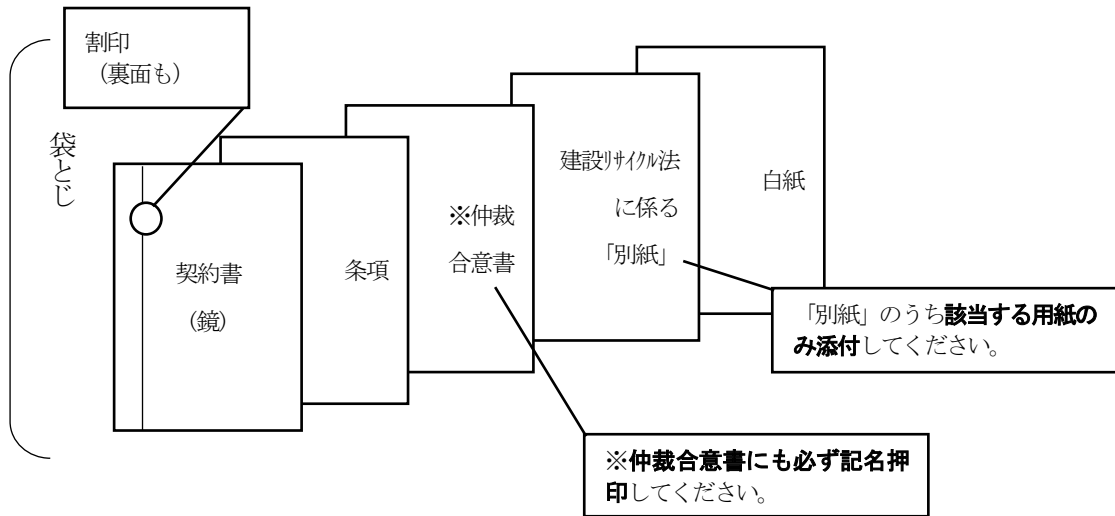 割印
(裏面も)
袋とじ
契約書
(鏡)
条項
※仲裁
合意書
建設ﾘｻｲｸﾙ法
に係る
「別紙」
白紙
「別紙」のうち該当する用紙の
み添付してください。
※仲裁合意書にも必ず記名押
印してください。